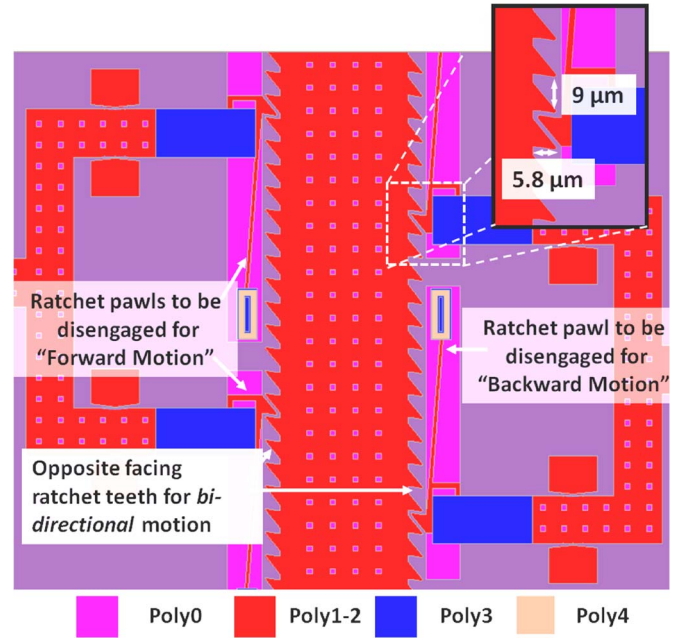 9 µm
5.8 µm
Ratchet pawls to be
disengaged for
“Forward Motion”
Ratchet pawl to be
disengaged for
“Backward Motion”
Opposite facing
ratchet teeth for bi-
directional motion
Poly0
Poly1-2
Poly3
Poly4